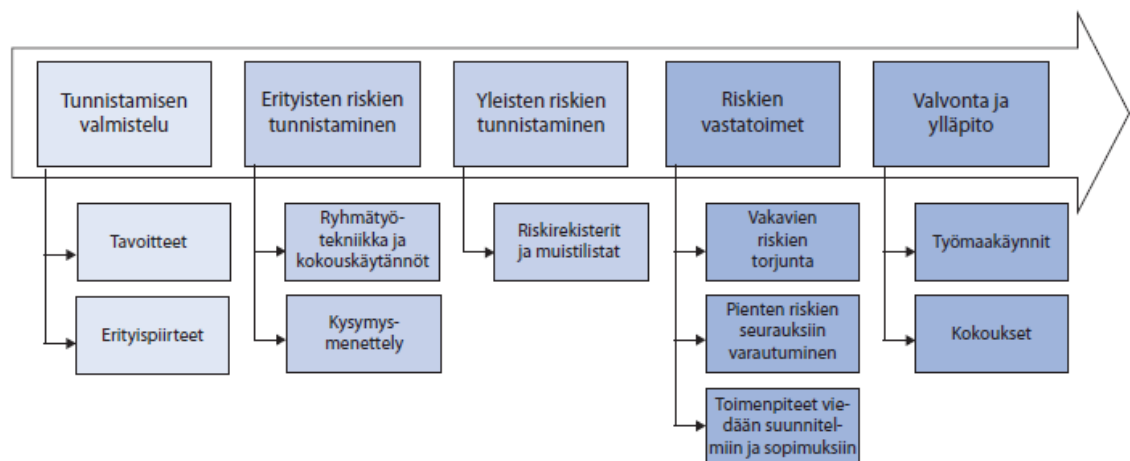 Tunnistamisen
valmistelu
Erityisten riskien
tunnistaminen
Yleisten riskien
tunnistaminen
Riskien
vastatoimet
Valvonta ja
ylläpito
Tavoitteet
Erityispiirteet
Ryhmätyö-
tekniikka ja
kokouskäytännöt
Kysymys-
menettely
Riskirekisterit
ja muistilistat
Vakavien
riskien
torjunta
Pienten riskien
seurauksiin
varautuminen
Toimenpiteet vie-
dään suunnitel-
miin ja sopimuksiin
Työmaakäynnit
Kokoukset